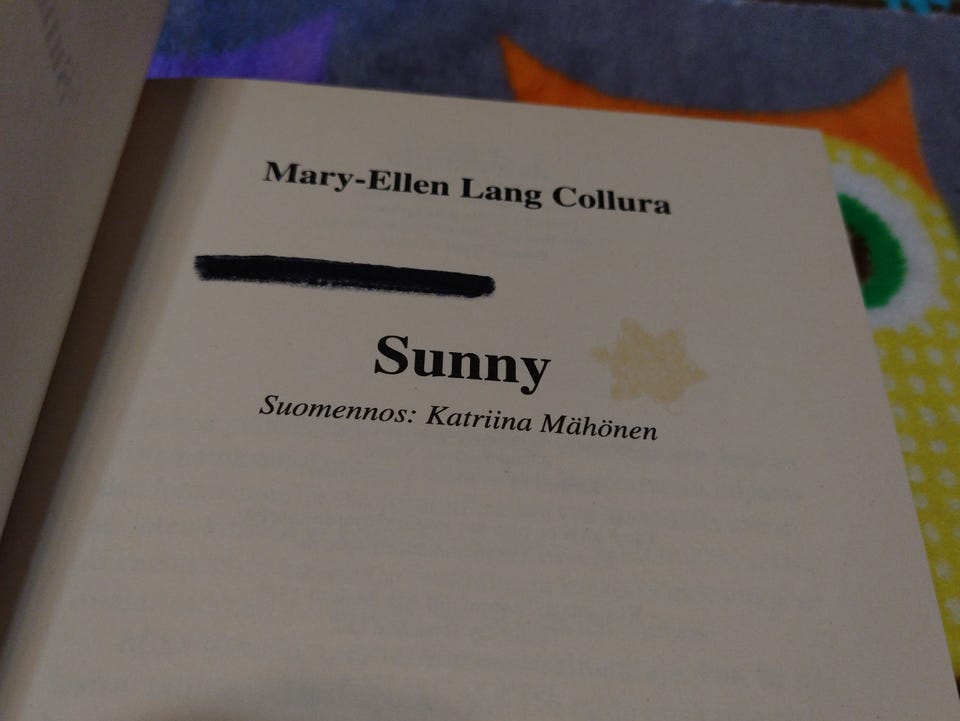 Mary-Ellen Lang Collura
Sunny
Suomennos: Katriina Mähönen